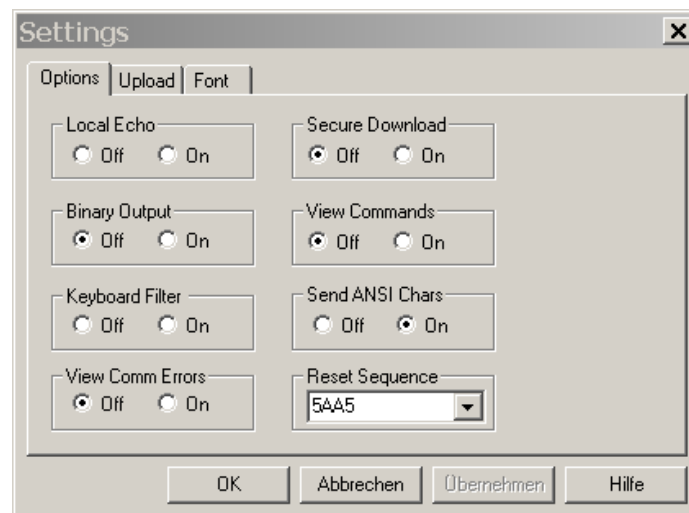 Settings
Options Upload Font
Local Echo
Off On
Secure Download
Off On
Binary Output
Off On
View Commands
Off On
Keyboard Filter
Off On
Send ANSI Chars
Off On
View Comm Errors
Off On
Reset Sequence
5AA5
OK Abbrechen Übernehmen Hilfe